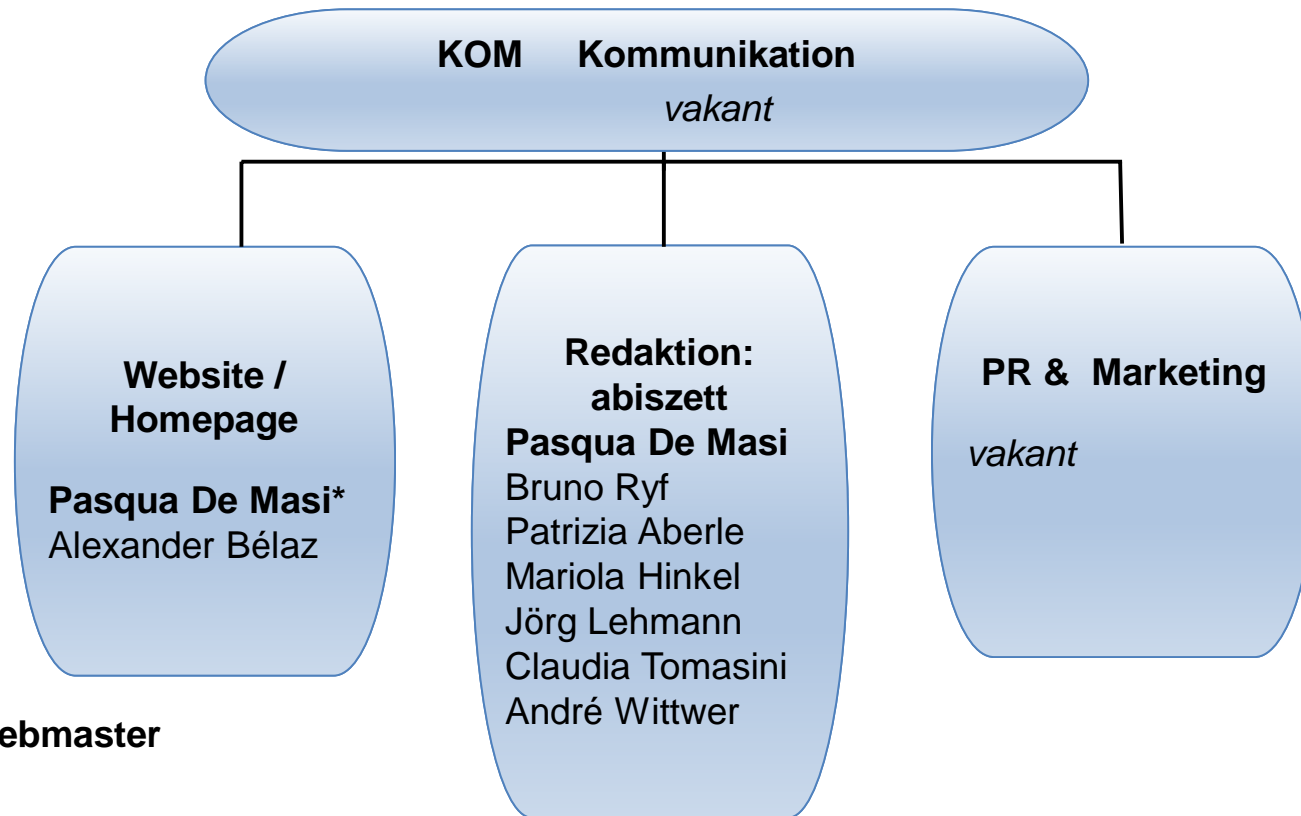 KOM Kommunikation
vakant
Website /
Homepage
Pasqua De Masi*
Alexander Bélaz
Redaktion:
abiszett
Pasqua De Masi
Bruno Ryf
Patrizia Aberle
Mariola Hinkel
Jörg Lehmann
Claudia Tomasini
André Wittwer
PR & Marketing
vakant
ebmaster